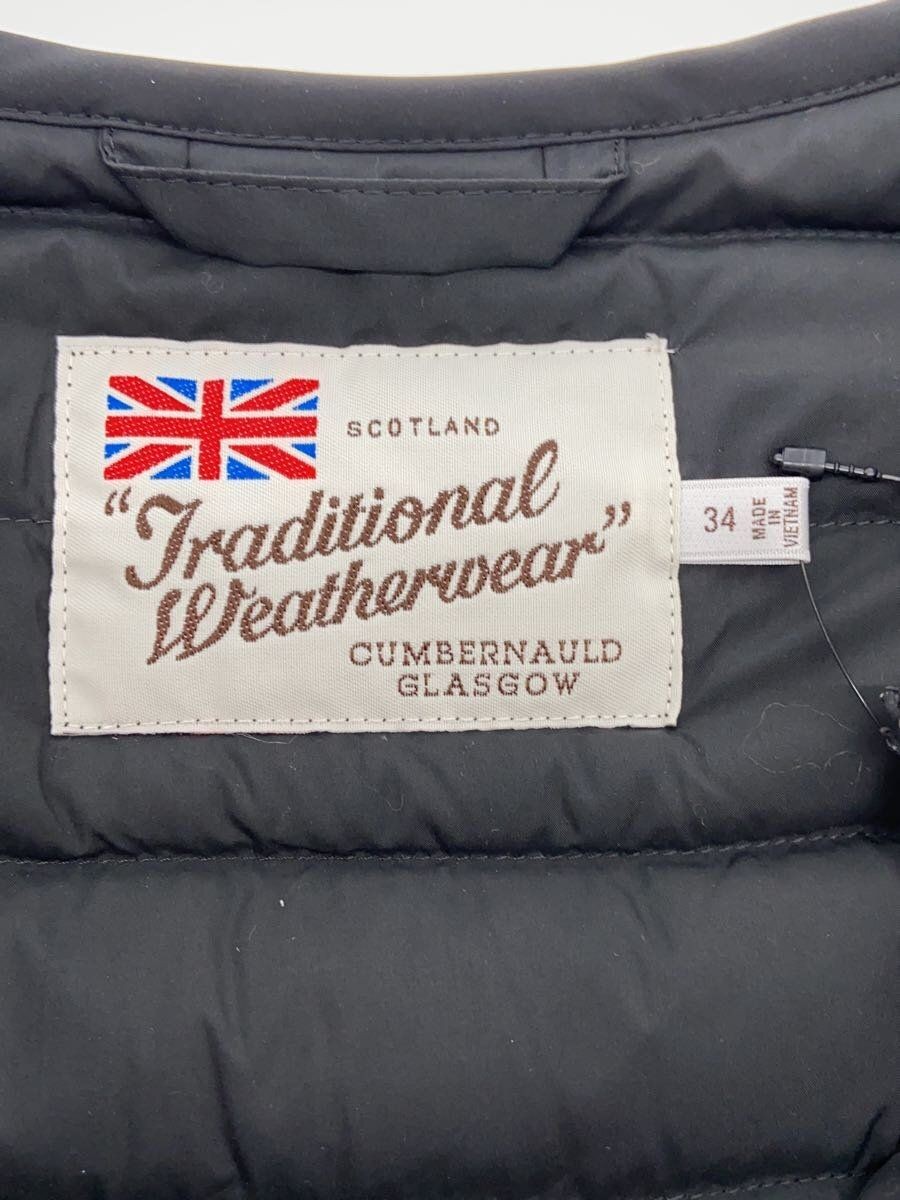 SCOTLAND
"Traditional
Weatherwear"
CUMBERNAULD
GLASGOW
34
MADE
IN
VIETNAM